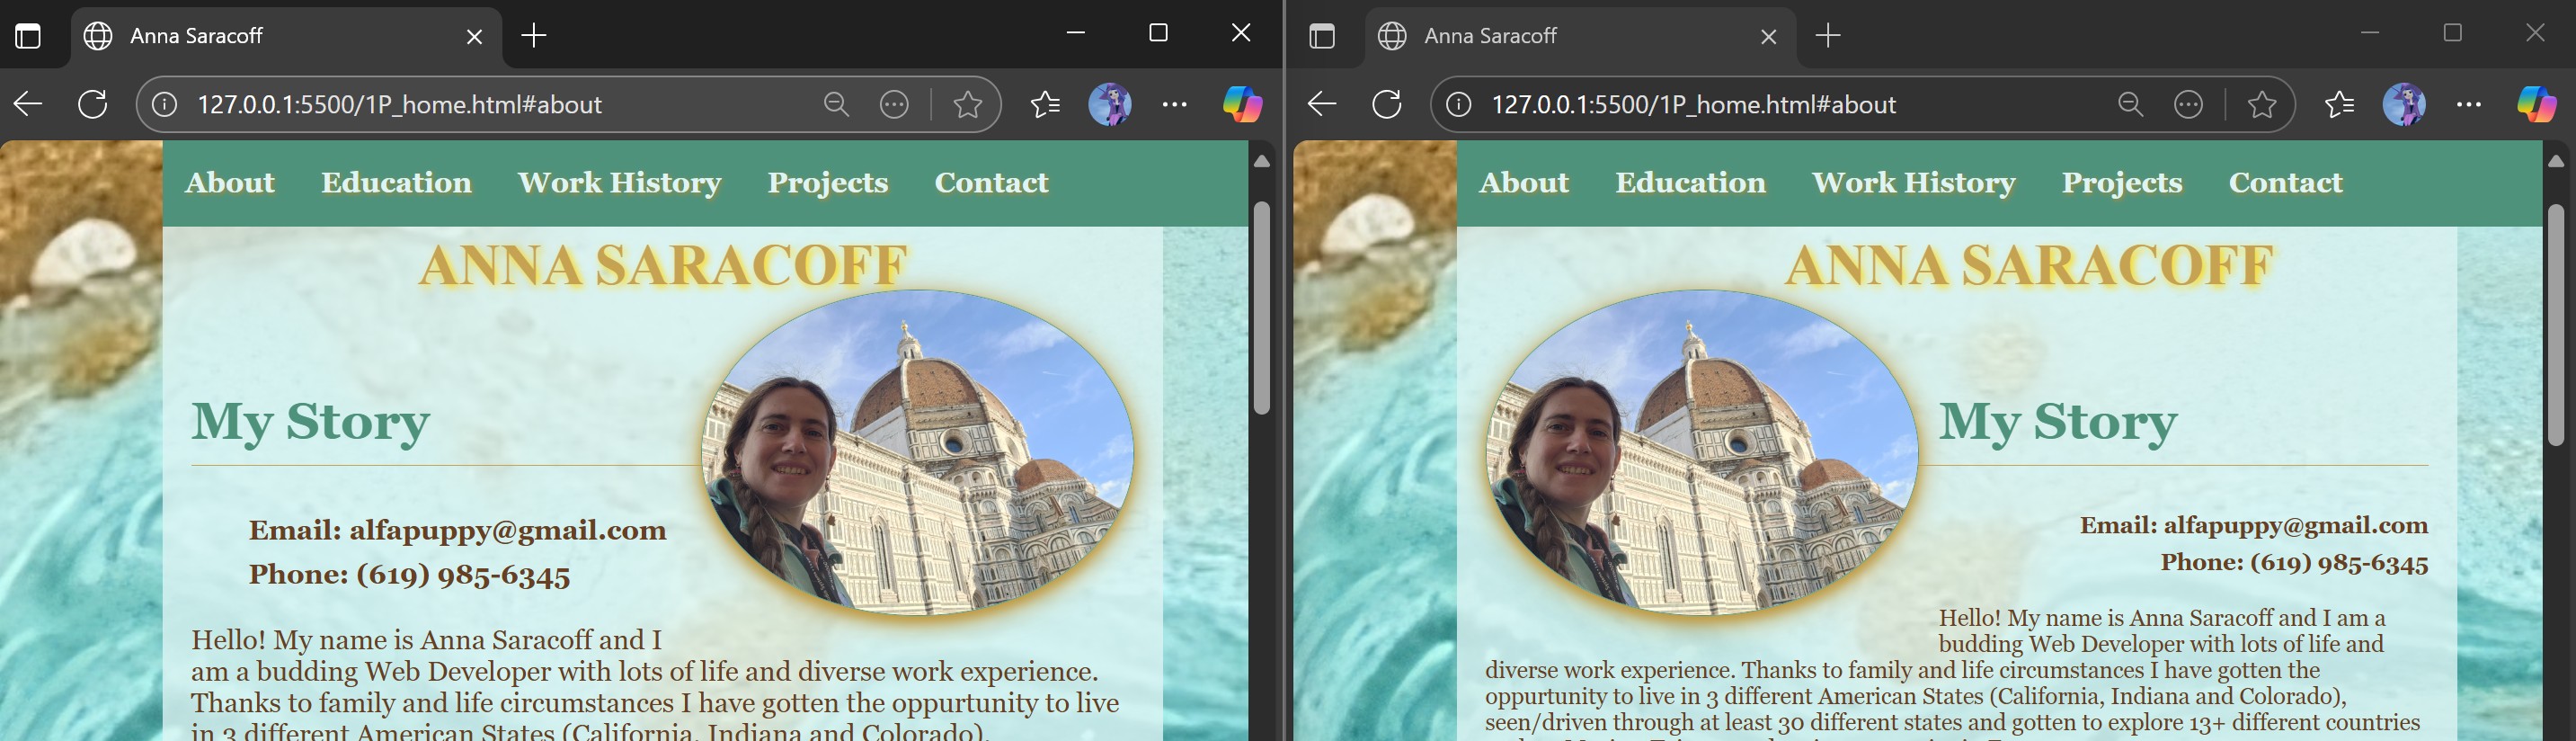 Anna Saracoff
127.0.0.1:5500/1P_home.html#about
About Education Work History Projects Contact
ANNA SARACOFF
My Story
Email: alfapuppy@gmail.com
Phone: (619) 985-6345
Hello! My name is Anna Saracoff and I
am a budding Web Developer with lots of life and diverse work experience.
Thanks to family and life circumstances I have gotten the oppurtunity to live
in 3 different American States (California, Indiana and Colorado),
Anna Saracoff
127.0.0.1:5500/1P_home.html#about
About Education Work History Projects Contact
ANNA SARACOFF
My Story
Email: alfapuppy@gmail.com
Phone: (619) 985-6345
Hello! My name is Anna Saracoff and I am a
budding Web Developer with lots of life and
diverse work experience. Thanks to family and life circumstances I have gotten the
oppurtunity to live in 3 different American States (California, Indiana and Colorado),
seen/driven through at least 30 different states and gotten to explore 13+ different countries